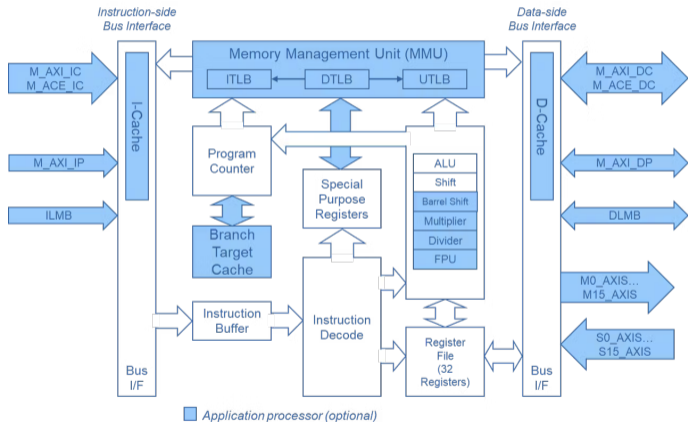 Instruction-side
Bus Interface
Data-side
Bus Interface
Memory Management Unit (MMU)
ITLB
DTLB
UTLB
M_AXI_IC
M_ACE_IC
I-Cache
D-Cache
M_AXI_DC
M_ACE_DC
Program
Counter
ALU
Shift
Barrel Shift
Multiplier
Divider
FPU
M_AXI_IP
M_AXI_DP
Special
Purpose
Registers
ILMB
DLMB
Branch
Target
Cache
M0_AXIS...
M15_AXIS
Instruction
Buffer
Instruction
Decode
Register
File
(32
Registers)
S0_AXIS...
S15_AXIS
Bus
I/F
Bus
I/F
Application processor (optional)